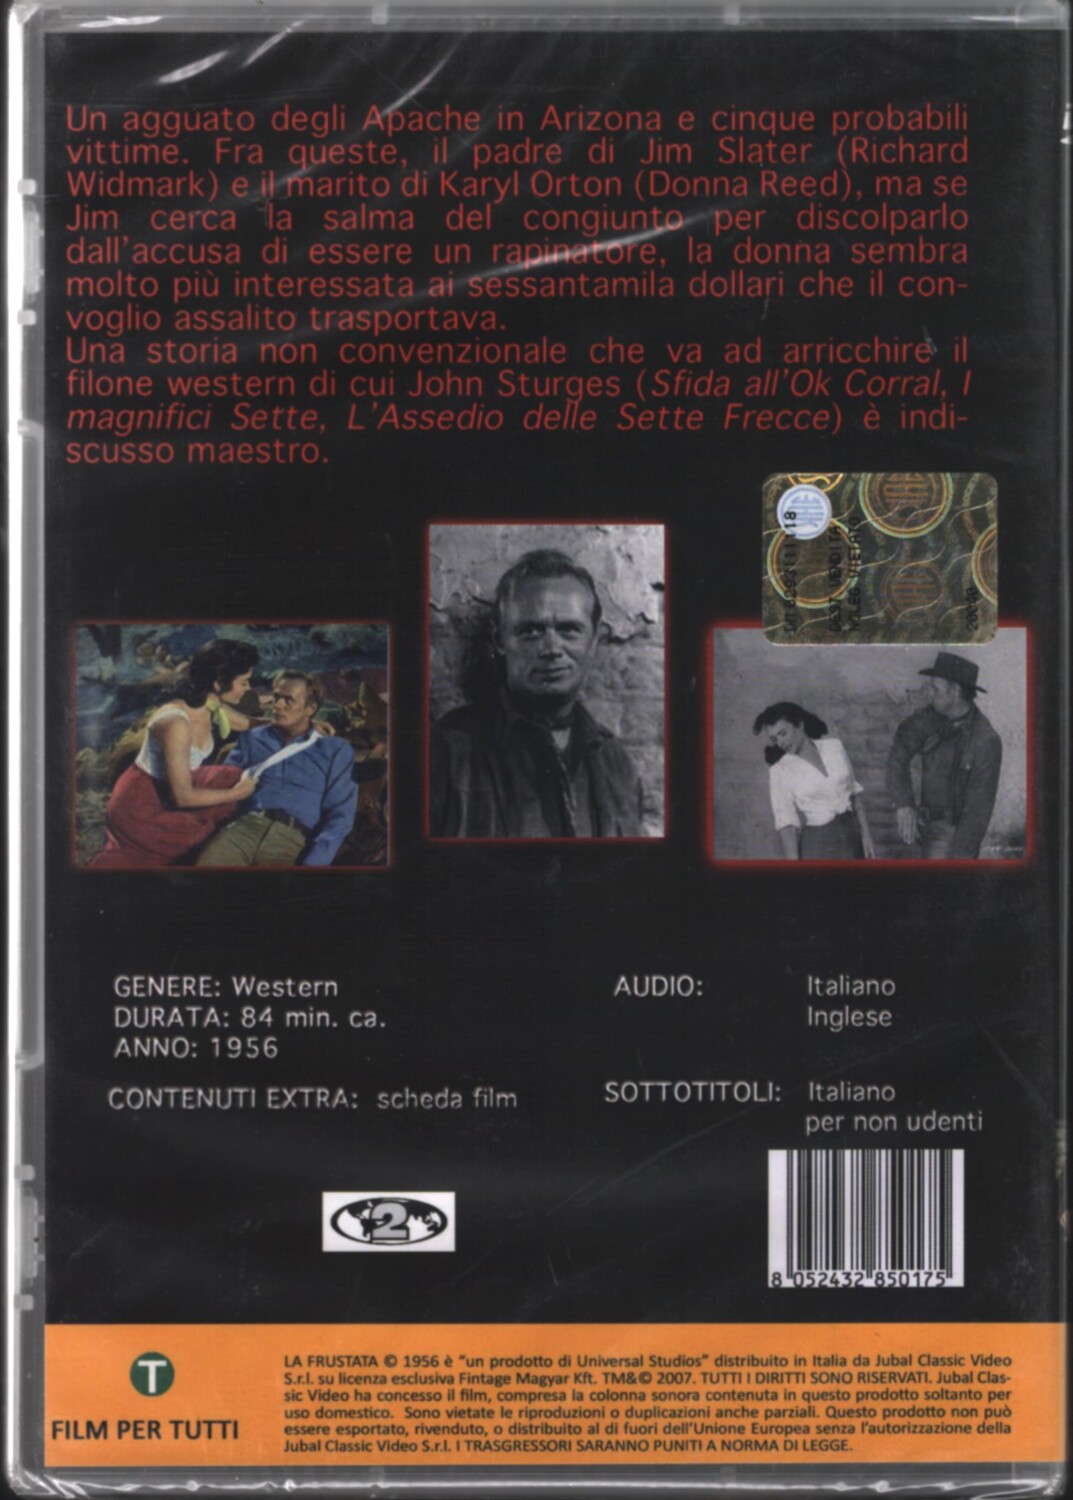 Un agguato degli Apache in Arizona e cinque probabili
vittime. Fra queste, il padre di Jim Slater (Richard
Widmark) e il marito di Karyl Orton (Donna Reed), ma se
Jim cerca la salma del congiunto per discolparlo
dall'accusa di essere un rapinatore, la donna sembra
molto più interessata ai sessantamila dollari che il con-
voglio assalito trasportava.
Una storia non convenzionale che va ad arricchire il
filone western di cui John Sturges (Sfida all'Ok Corral, I
magnifici Sette, L'Assedio delle Sette Frecce) è indi-
scusso maestro.
DEST VENDITA
NOLEG VIETATO
GENERE: Western
DURATA: 84 min. ca.
ANNO: 1956
CONTENUTI EXTRA: scheda film
AUDIO: Italiano
Inglese
SOTTOTITOLI: Italiano
per non udenti
2
8 052432 850175
T
FILM PER TUTTI
LA FRUSTATA © 1956 è "un prodotto di Universal Studios" distribuito in Italia da Jubal Classic Video
S.r.l. su licenza esclusiva Fintage Magyar Kft. TM&© 2007. TUTTI I DIRITTI SONO RISERVATI. Jubal Clas-
sic Video ha concesso il film, compresa la colonna sonora contenuta in questo prodotto soltanto per
uso domestico. Sono vietate le riproduzioni o duplicazioni anche parziali. Questo prodotto non può
essere esportato, rivenduto, o distribuito al di fuori dell'Unione Europea senza l'autorizzazione della
Jubal Classic Video S.r.l. I TRASGRESSORI SARANNO PUNITI A NORMA DI LEGGE.